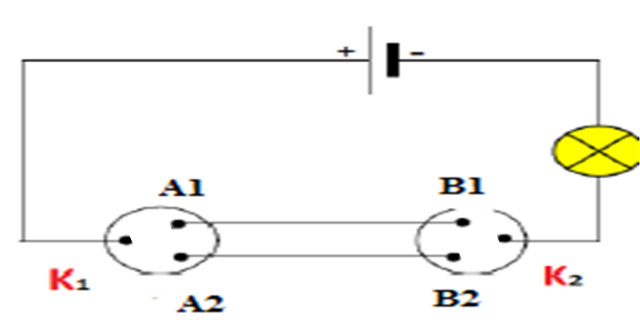 + -
A1 B1
K₁ K₂
A2 B2